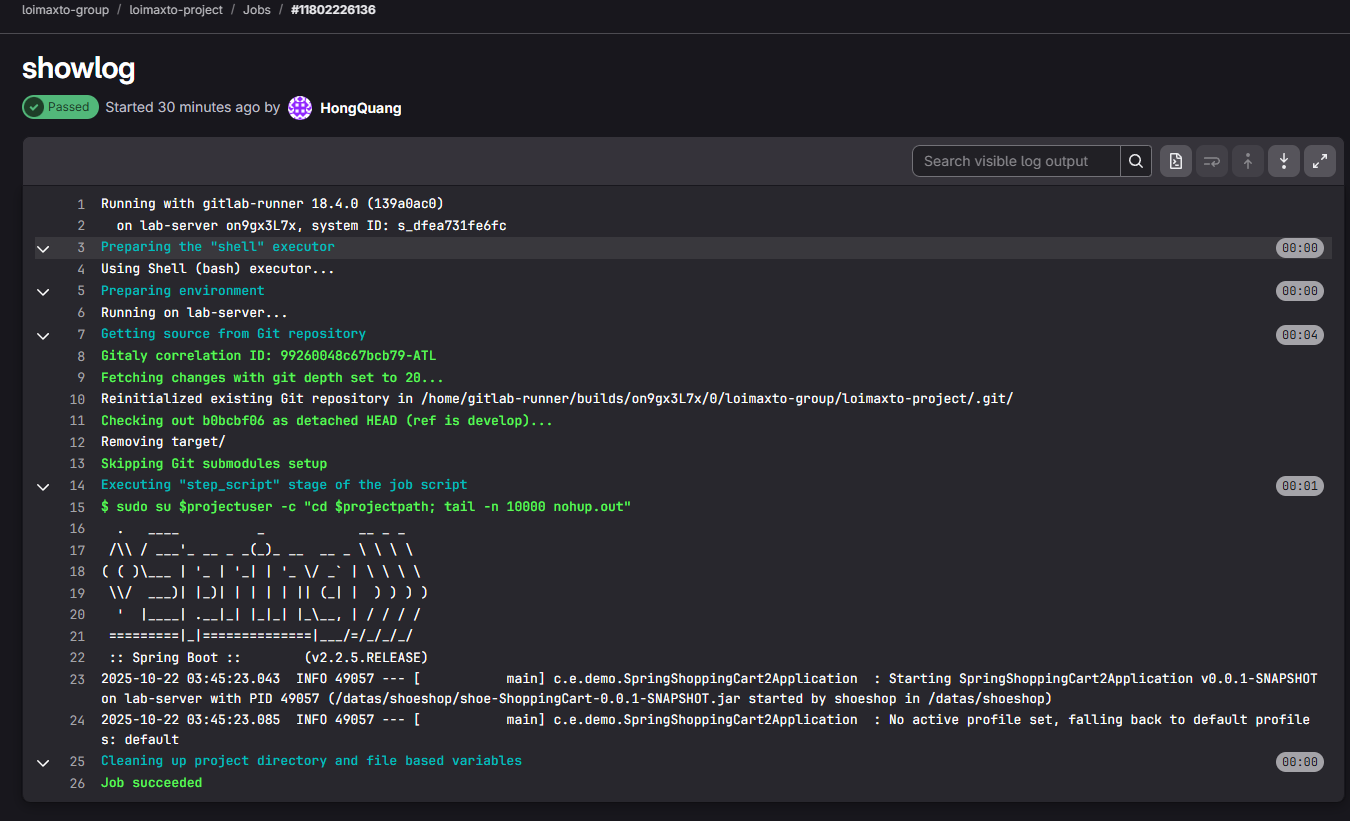 loimaxto-group / loimaxto-project / Jobs / #11802226136
showlog
Passed Started 30 minutes ago by HongQuang
Search visible log output
1 Running with gitlab-runner 18.4.0 (139a0ac0)
2   on lab-server on9gx3L7x, system ID: s_dfea731fe6fc
3 Preparing the "shell" executor 00:00
4 Using Shell (bash) executor...
5 Preparing environment 00:00
6 Running on lab-server...
7 Getting source from Git repository 00:04
8 Gitaly correlation ID: 99260048c67bcb79-ATL
9 Fetching changes with git depth set to 20...
10 Reinitialized existing Git repository in /home/gitlab-runner/builds/on9gx3L7x/0/loimaxto-group/loimaxto-project/.git/
11 Checking out b0bcbf06 as detached HEAD (ref is develop)...
12 Removing target/
13 Skipping Git submodules setup
14 Executing "step_script" stage of the job script 00:01
15 $ sudo su $projectuser -c "cd $projectpath; tail -n 10000 nohup.out"
16   .   ____          _            __ _ _
17  /\\ / ___'_ __ _ _(_)_ __  __ _ \ \ \ \
18 ( ( )\___ | '_ | '_| | '_ \/ _` | \ \ \ \
19  \\/  ___)| |_)| | | | | || (_| |  ) ) ) )
20   '  |____| .__|_| |_|_| |_\__, | / / / /
21  =========|_|==============|___/=/_/_/_/
22  :: Spring Boot ::        (v2.2.5.RELEASE)
23 2025-10-22 03:45:23.043  INFO 49057 --- [           main] c.e.demo.SpringShoppingCart2Application  : Starting SpringShoppingCart2Application v0.0.1-SNAPSHOT
on lab-server with PID 49057 (/datas/shoeshop/shoe-ShoppingCart-0.0.1-SNAPSHOT.jar started by shoeshop in /datas/shoeshop)
24 2025-10-22 03:45:23.085  INFO 49057 --- [           main] c.e.demo.SpringShoppingCart2Application  : No active profile set, falling back to default profile
s: default
25 Cleaning up project directory and file based variables 00:00
26 Job succeeded